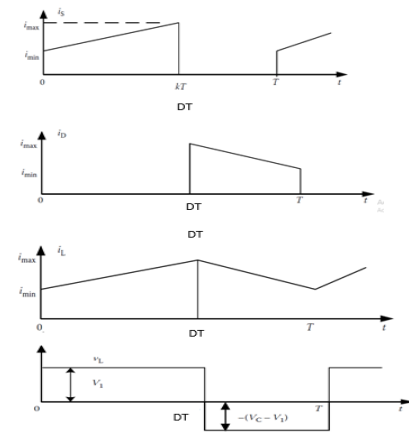 i_S
i_max
i_min
0 kT T t
DT
i_D
i_max
i_min
0 T t
DT
DT
i_L
i_max
i_min
0 T t
DT
v_L
V_1
0 DT −(V_C − V_1) T t